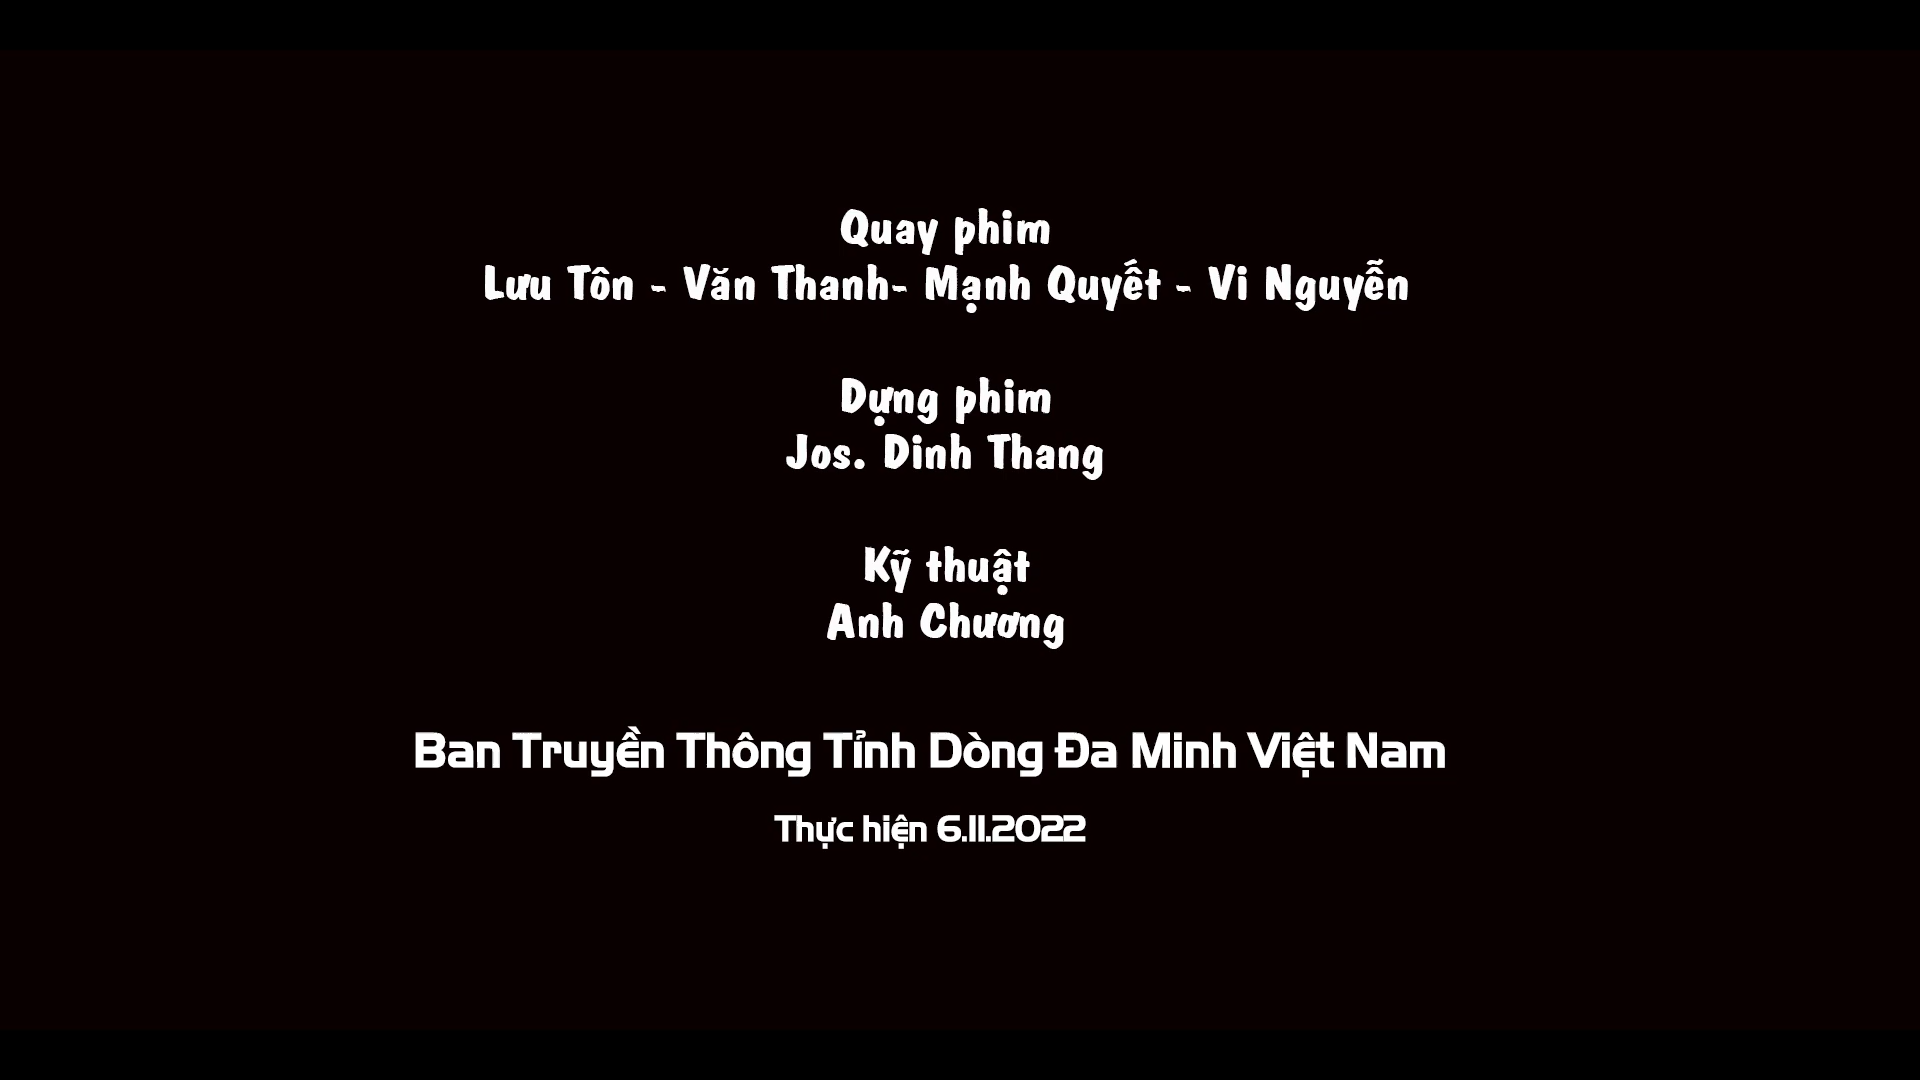 Quay phim
Lưu Tôn - Văn Thanh- Mạnh Quyết - Vi Nguyễn
Dựng phim
Jos. Dinh Thang
Kỹ thuật
Anh Chương
Ban Truyền Thông Tỉnh Dòng Đa Minh Việt Nam
Thực hiện 6.11.2022